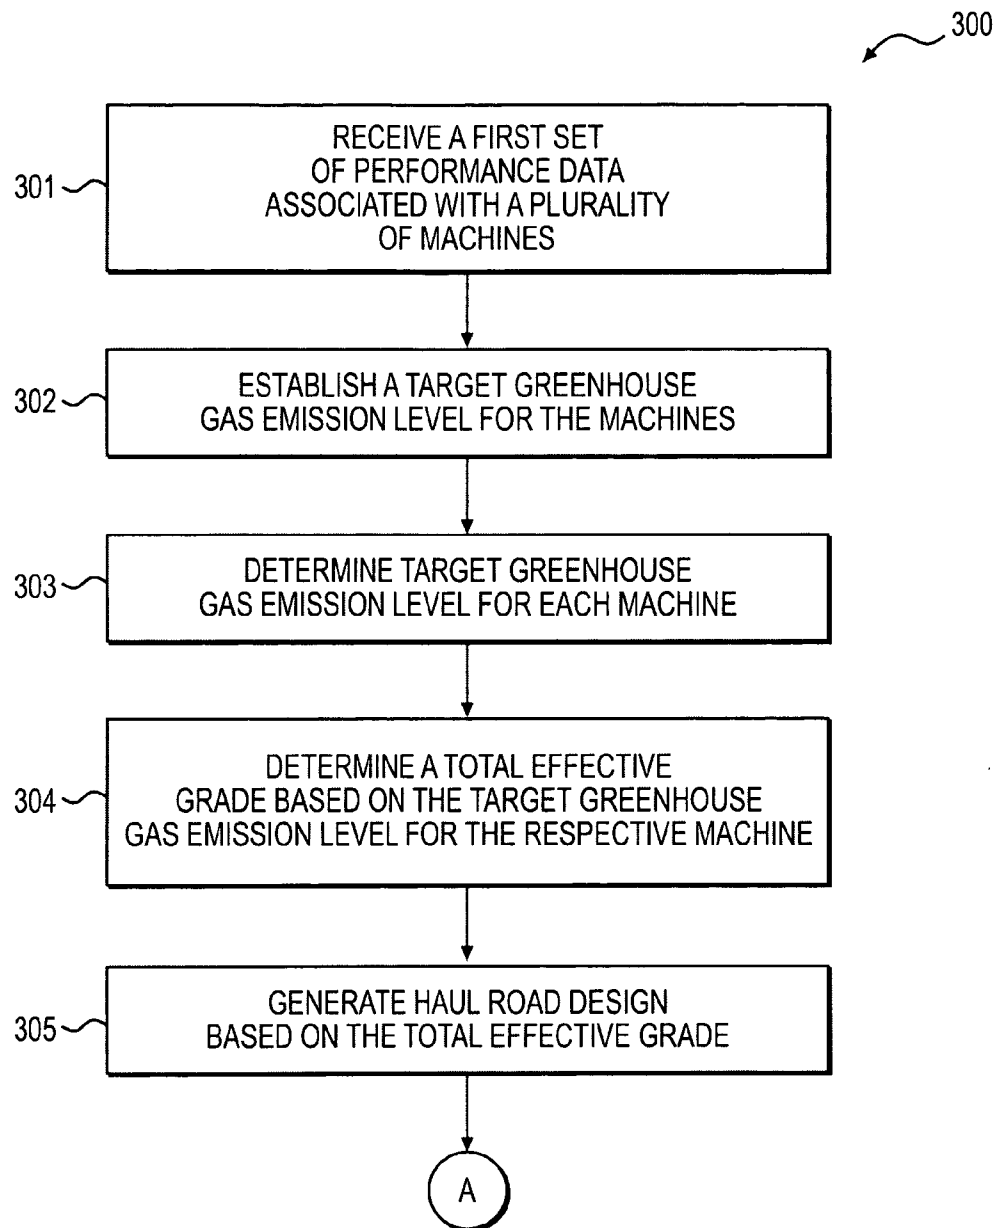 300
301
RECEIVE A FIRST SET
OF PERFORMANCE DATA
ASSOCIATED WITH A PLURALITY
OF MACHINES
302
ESTABLISH A TARGET GREENHOUSE
GAS EMISSION LEVEL FOR THE MACHINES
303
DETERMINE TARGET GREENHOUSE
GAS EMISSION LEVEL FOR EACH MACHINE
304
DETERMINE A TOTAL EFFECTIVE
GRADE BASED ON THE TARGET GREENHOUSE
GAS EMISSION LEVEL FOR THE RESPECTIVE MACHINE
305
GENERATE HAUL ROAD DESIGN
BASED ON THE TOTAL EFFECTIVE GRADE
A